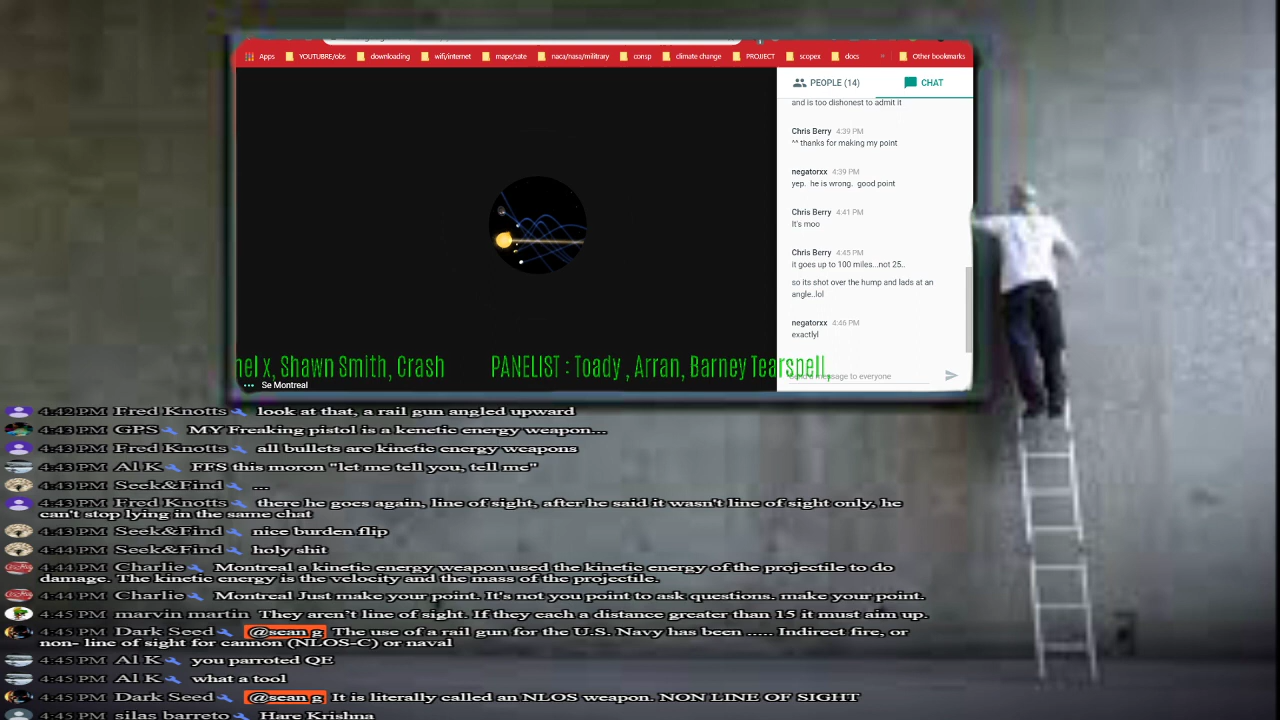 Apps YOUTUBRE/obs downloading wifi/internet maps/sate naca/nasa/military consp climate change PROJECT scopex docs Other bookmarks
PEOPLE (14) CHAT
and is too dishonest to admit it
Chris Berry 4:39 PM
^^ thanks for making my point
negatorxx 4:39 PM
yep. he is wrong. good point
Chris Berry 4:41 PM
It's moo
Chris Berry 4:45 PM
it goes up to 100 miles...not 25..
so its shot over the hump and lads at an
angle..lol
negatorxx 4:46 PM
exactlyl
nel x, Shawn Smith, Crash PANELIST : Toady , Arran, Barney Tearspell,
message to everyone
Se Montreal
4:42 PM Fred Knotts look at that, a rail gun angled upward
4:43 PM GPS MY Freaking pistol is a kenetic energy weapon...
4:43 PM Fred Knotts all bullets are kinetic energy weapons
4:43 PM Al K FFS this moron "let me tell you, tell me"
4:43 PM Seek&Find ...
4:43 PM Fred Knotts there he goes again, line of sight, after he said it wasn't line of sight only, he
can't stop lying in the same chat
4:43 PM Seek&Find nice burden flip
4:44 PM Seek&Find holy shit
4:44 PM Charlie Montreal a kinetic energy weapon used the kinetic energy of the projectile to do
damage. The kinetic energy is the velocity and the mass of the projectile.
4:44 PM Charlie Montreal Just make your point. It's not you point to ask questions. make your point.
4:45 PM marvin martin They aren't line of sight. If they each a distance greater than 15 it must aim up.
4:45 PM Dark Seed @sean g The use of a rail gun for the U.S. Navy has been ..... Indirect fire, or
non- line of sight for cannon (NLOS-C) or naval
4:45 PM Al K you parroted QE
4:45 PM Al K what a tool
4:45 PM Dark Seed @sean g It is literally called an NLOS weapon. NON LINE OF SIGHT
4:45 PM silas barreto Hare Krishna